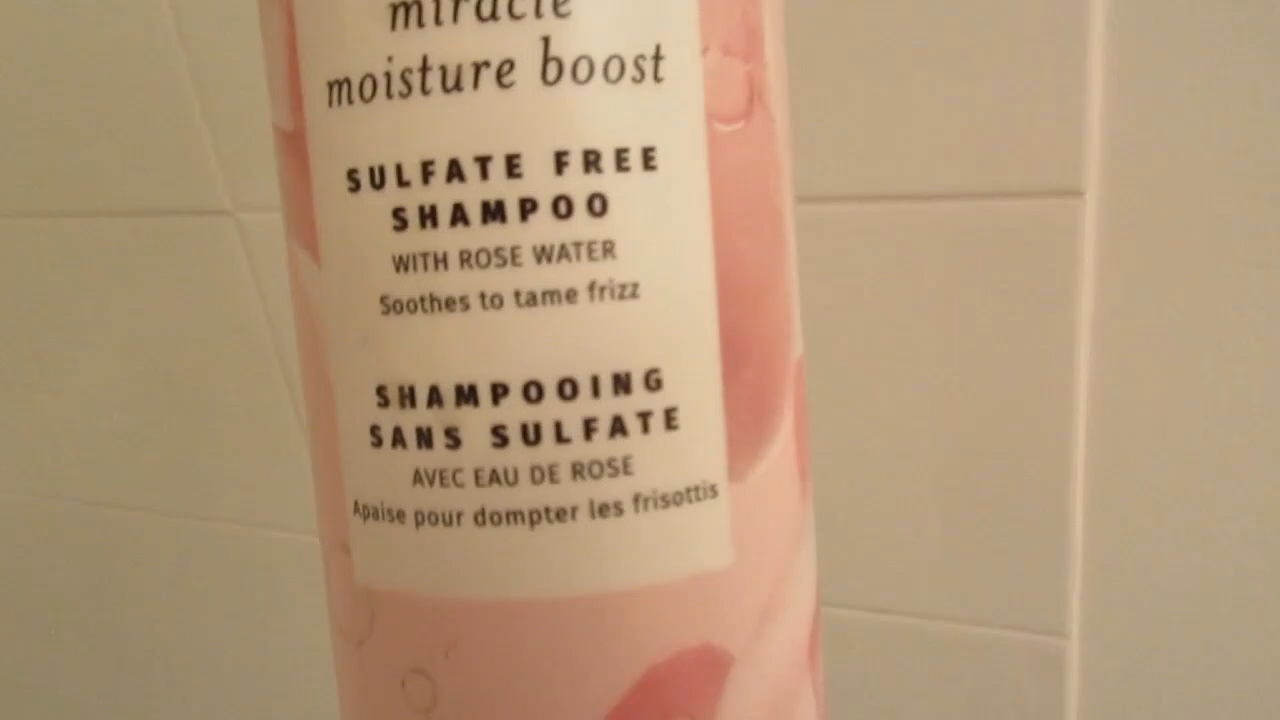 miracle
moisture boost
SULFATE FREE
SHAMPOO
WITH ROSE WATER
Soothes to tame frizz
SHAMPOOING
SANS SULFATE
AVEC EAU DE ROSE
Apaise pour dompter les frisottis